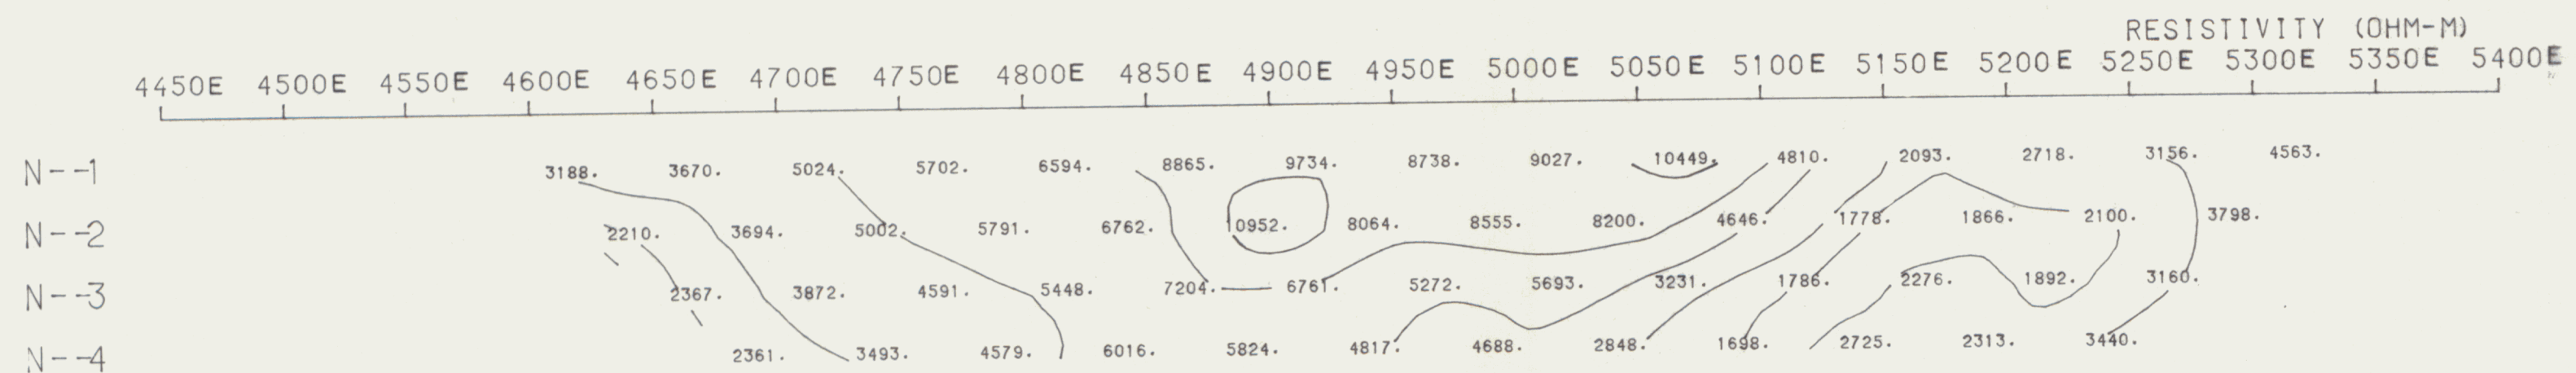 RESISTIVITY (OHM-M)
4450E 4500E 4550E 4600E 4650E 4700E 4750E 4800E 4850E 4900E 4950E 5000E 5050E 5100E 5150E 5200E 5250E 5300E 5350E 5400E
N--1 3188. 3670. 5024. 5702. 6594. 8865. 9734. 8738. 9027. 10449. 4810. 2093. 2718. 3156. 4563.
N--2 2210. 3694. 5002. 5791. 6762. 10952. 8064. 8555. 8200. 4646. 1778. 1866. 2100. 3798.
N--3 2367. 3872. 4591. 5448. 7204. 6761. 5272. 5693. 3231. 1786. 2276. 1892. 3160.
N--4 2361. 3493. 4579. 6016. 5824. 4817. 4688. 2848. 1698. 2725. 2313. 3440.